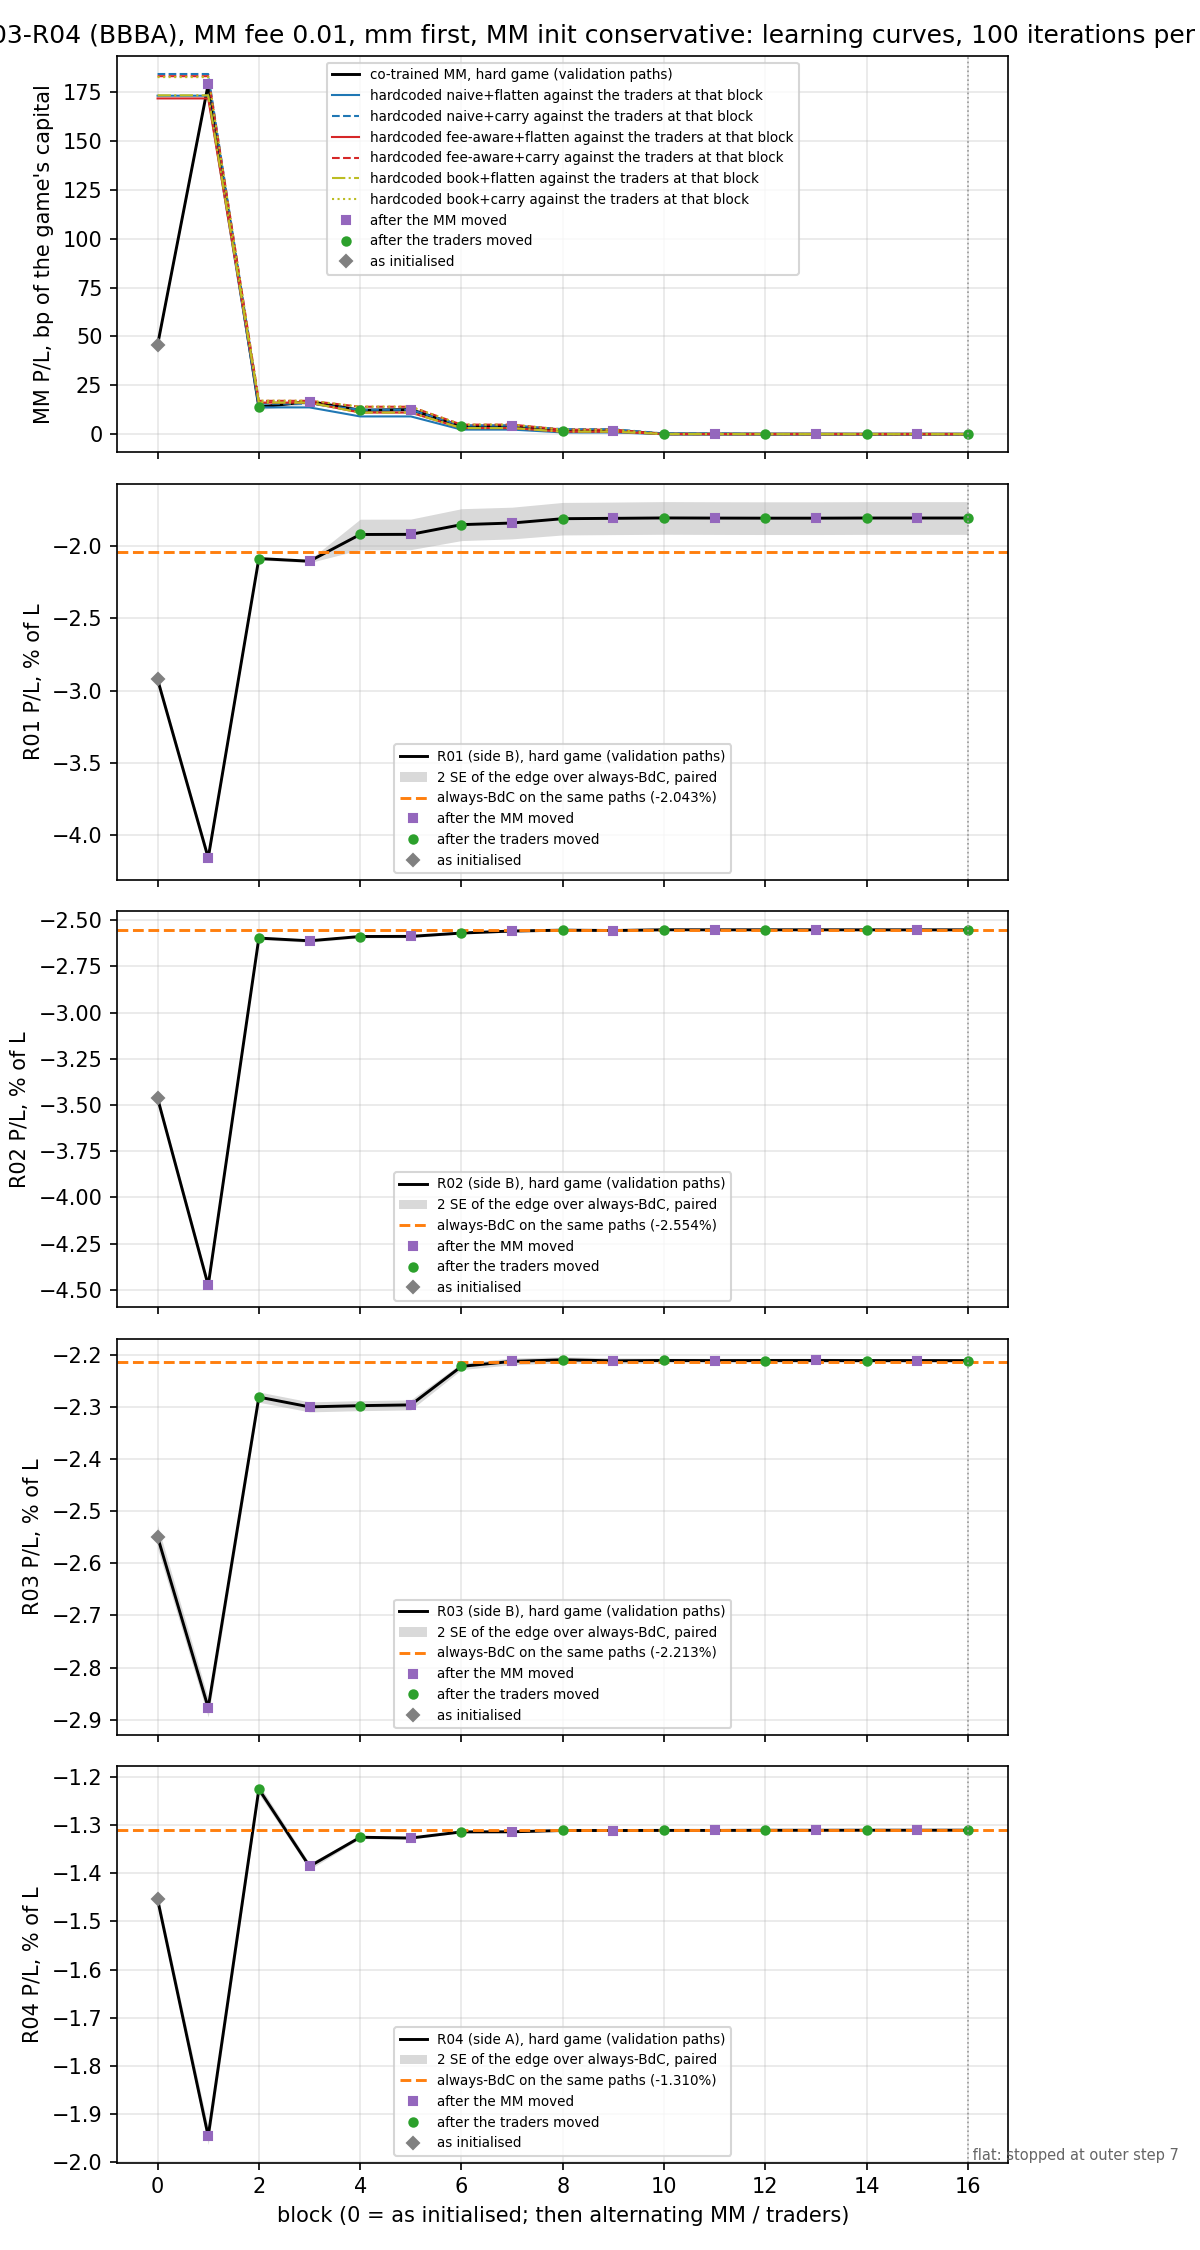 03-R04 (BBBA), MM fee 0.01, mm first, MM init conservative: learning curves, 100 iterations per
MM P/L, bp of the game's capital
175
150
125
100
75
50
25
0
co-trained MM, hard game (validation paths)
hardcoded naive+flatten against the traders at that block
hardcoded naive+carry against the traders at that block
hardcoded fee-aware+flatten against the traders at that block
hardcoded fee-aware+carry against the traders at that block
hardcoded book+flatten against the traders at that block
hardcoded book+carry against the traders at that block
after the MM moved
after the traders moved
as initialised
R01 P/L, % of L
−2.0
−2.5
−3.0
−3.5
−4.0
R01 (side B), hard game (validation paths)
2 SE of the edge over always-BdC, paired
always-BdC on the same paths (-2.043%)
after the MM moved
after the traders moved
as initialised
R02 P/L, % of L
−2.50
−2.75
−3.00
−3.25
−3.50
−3.75
−4.00
−4.25
−4.50
R02 (side B), hard game (validation paths)
2 SE of the edge over always-BdC, paired
always-BdC on the same paths (-2.554%)
after the MM moved
after the traders moved
as initialised
R03 P/L, % of L
−2.2
−2.3
−2.4
−2.5
−2.6
−2.7
−2.8
−2.9
R03 (side B), hard game (validation paths)
2 SE of the edge over always-BdC, paired
always-BdC on the same paths (-2.213%)
after the MM moved
after the traders moved
as initialised
R04 P/L, % of L
−1.2
−1.3
−1.4
−1.5
−1.6
−1.7
−1.8
−1.9
−2.0
R04 (side A), hard game (validation paths)
2 SE of the edge over always-BdC, paired
always-BdC on the same paths (-1.310%)
after the MM moved
after the traders moved
as initialised
flat: stopped at outer step 7
0 2 4 6 8 10 12 14 16
block (0 = as initialised; then alternating MM / traders)